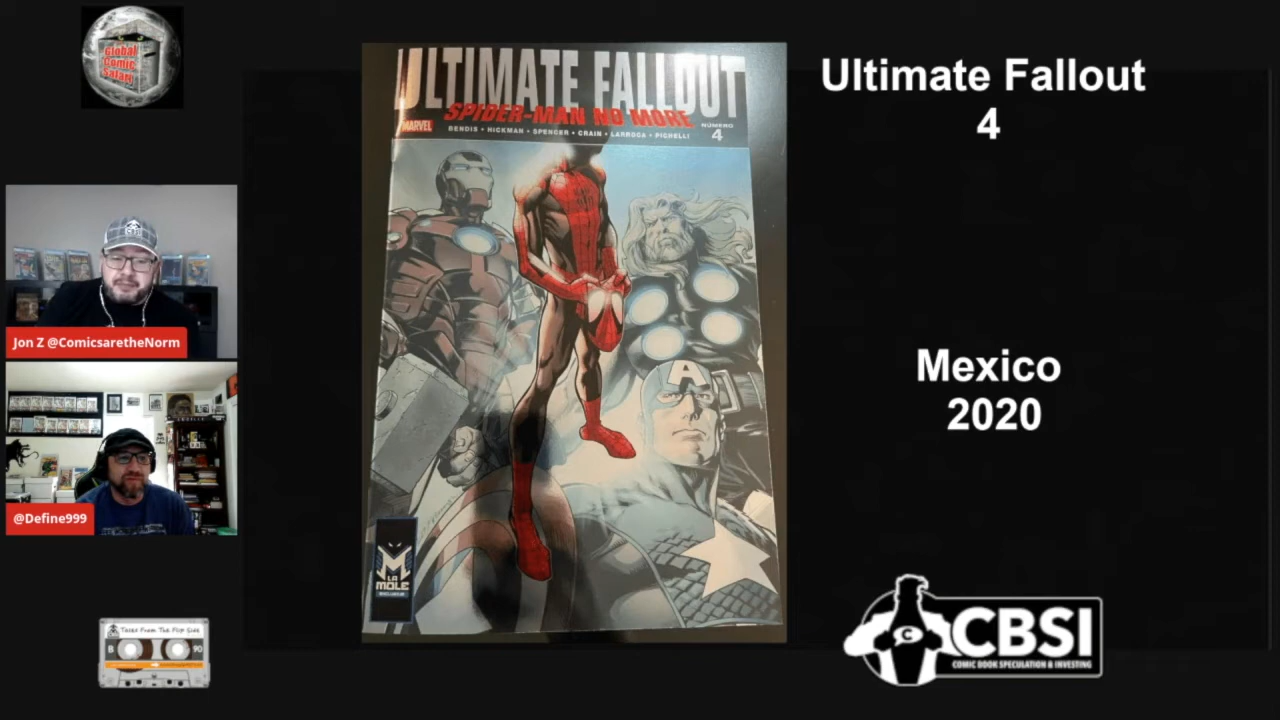 Global
Comic
Safari
ULTIMATE FALLOUT
SPIDER-MAN NO MORE
MARVEL
BENDIS • HICKMAN • SPENCER • CRAIN • LARROCA • PICHELLI
NÚMERO
4
LA
MOLE
Ultimate Fallout
4
Mexico
2020
Jon Z @ComicsaretheNorm
@Define999
Tales From The Flip Side
B
90
CBSI
COMIC BOOK SPECULATION & INVESTING